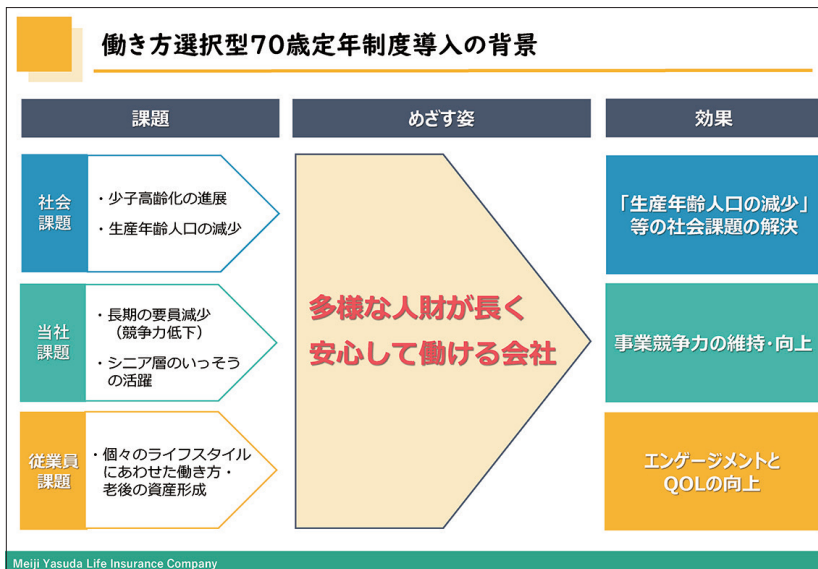 働き方選択型70歳定年制度導入の背景
課題
めざす姿
効果
社会
課題
・少子高齢化の進展
・生産年齢人口の減少
当社
課題
・長期の要員減少
（競争力低下）
・シニア層のいっそう
の活躍
従業員
課題
・個々のライフスタイル
にあわせた働き方・
老後の資産形成
多様な人財が長く
安心して働ける会社
「生産年齢人口の減少」
等の社会課題の解決
事業競争力の維持・向上
エンゲージメントと
QOLの向上
Meiji Yasuda Life Insurance Company